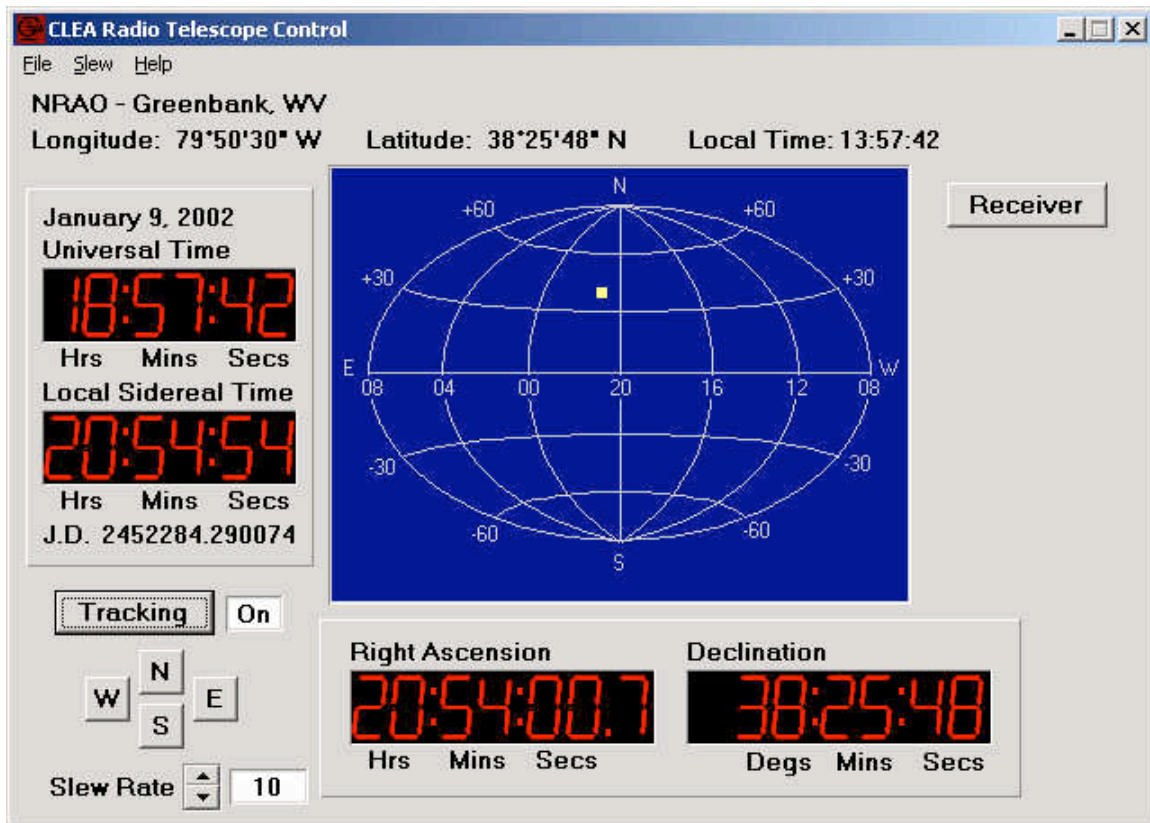 CLEA Radio Telescope Control
File Slew Help
NRAO - Greenbank, WV
Longitude: 79°50'30" W Latitude: 38°25'48" N Local Time: 13:57:42
January 9, 2002
Universal Time
18:57:42
Hrs Mins Secs
Local Sidereal Time
20:54:54
Hrs Mins Secs
J.D. 2452284.290074
N
+60 +60
+30 +30
E 08 04 00 20 16 12 08 W
-30 -30
-60 -60
S
Receiver
Tracking On
N
W E
S
Slew Rate 10
Right Ascension
20:54:00.7
Hrs Mins Secs
Declination
38:25:48
Degs Mins Secs